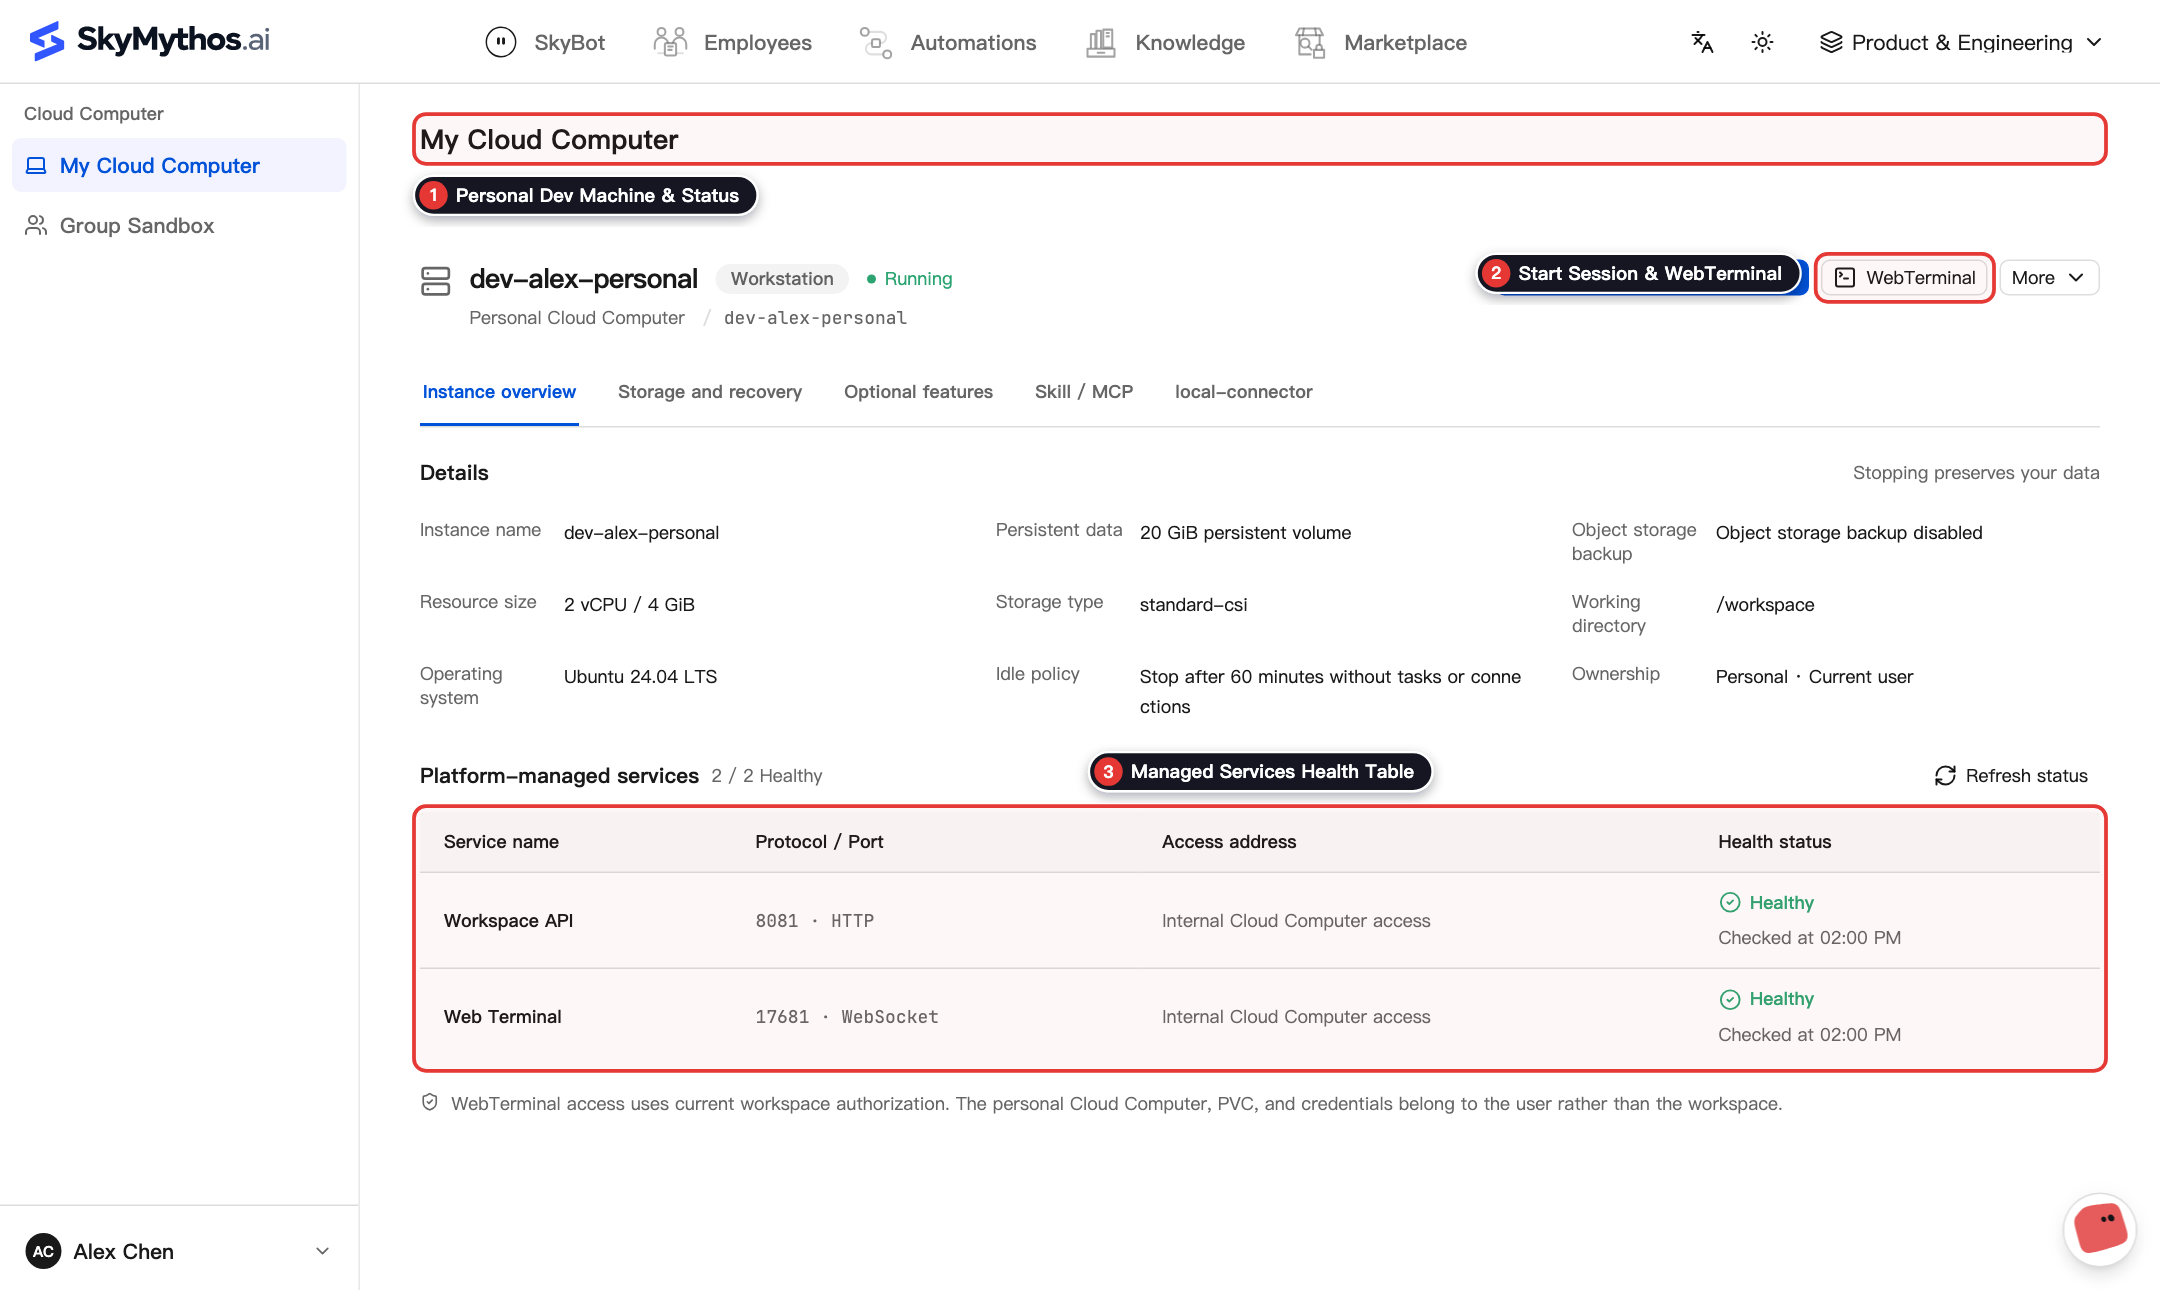 SkyMythos.ai
SkyBot
Employees
Automations
Knowledge
Marketplace
Product & Engineering
Cloud Computer
My Cloud Computer
Group Sandbox
My Cloud Computer
1 Personal Dev Machine & Status
dev-alex-personal Workstation Running
2 Start Session & WebTerminal
WebTerminal
More
Personal Cloud Computer / dev-alex-personal
Instance overview
Storage and recovery
Optional features
Skill / MCP
local-connector
Details
Stopping preserves your data
Instance name dev-alex-personal
Persistent data 20 GiB persistent volume
Object storage
backup
Object storage backup disabled
Resource size 2 vCPU / 4 GiB
Storage type standard-csi
Working
directory
/workspace
Operating
system
Ubuntu 24.04 LTS
Idle policy
Stop after 60 minutes without tasks or conne
ctions
Ownership Personal · Current user
Platform-managed services 2 / 2 Healthy
3 Managed Services Health Table
Refresh status
Service name Protocol / Port Access address Health status
Workspace API 8081 · HTTP Internal Cloud Computer access
Healthy
Checked at 02:00 PM
Web Terminal 17681 · WebSocket Internal Cloud Computer access
Healthy
Checked at 02:00 PM
WebTerminal access uses current workspace authorization. The personal Cloud Computer, PVC, and credentials belong to the user rather than the workspace.
AC Alex Chen